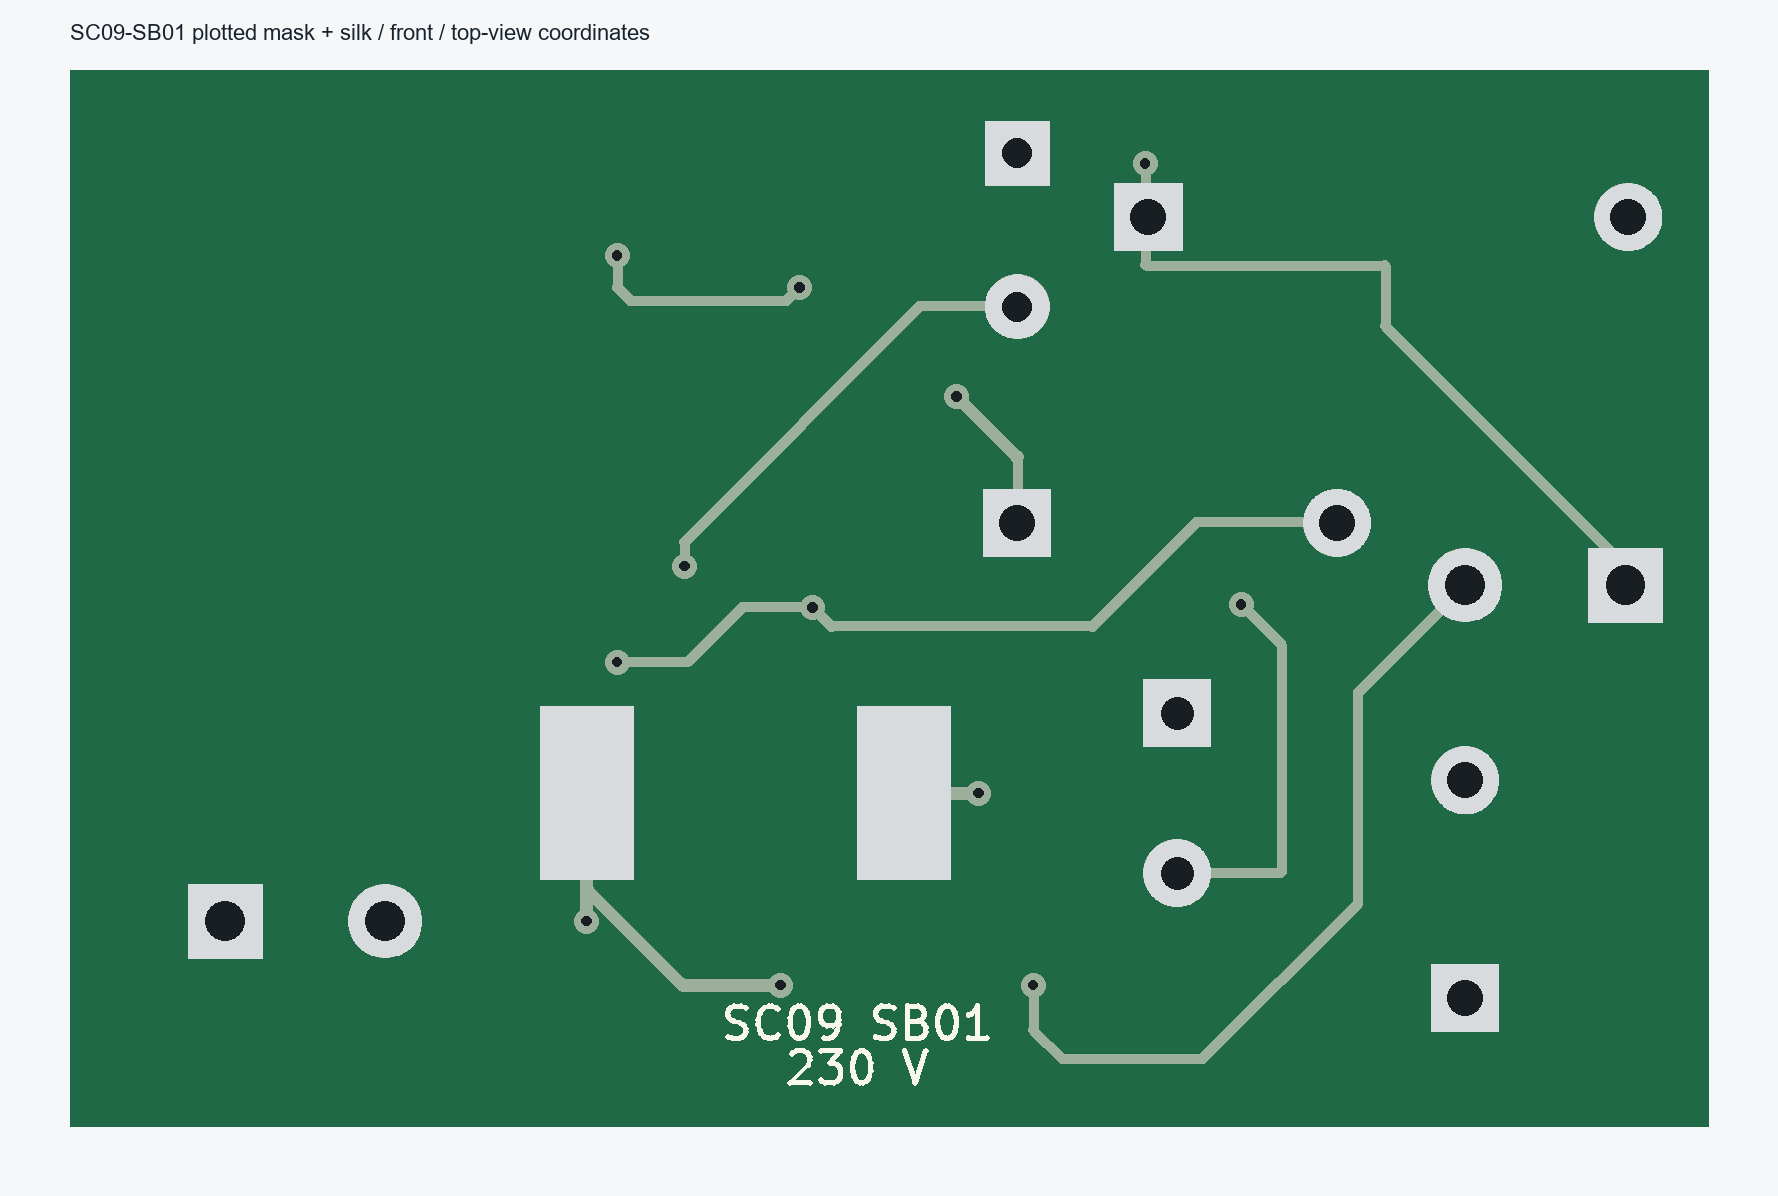 SC09-SB01 plotted mask + silk / front / top-view coordinates
SC09 SB01
230 V